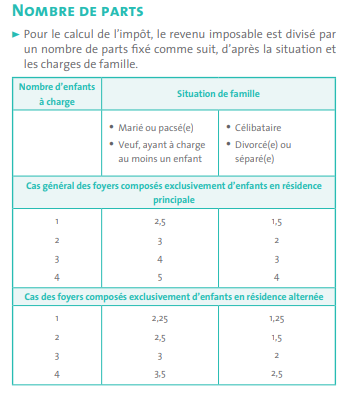 Nombre de parts
► Pour le calcul de l'impôt, le revenu imposable est divisé par
un nombre de parts fixé comme suit, d'après la situation et
les charges de famille.
Nombre d'enfants
à charge
Situation de famille
• Marié ou pacsé(e)
• Veuf, ayant à charge
au moins un enfant
• Célibataire
• Divorcé(e) ou
séparé(e)
Cas général des foyers composés exclusivement d'enfants en résidence
principale
1 2,5 1,5
2 3 2
3 4 3
4 5 4
Cas des foyers composés exclusivement d'enfants en résidence alternée
1 2,25 1,25
2 2,5 1,5
3 3 2
4 3,5 2,5